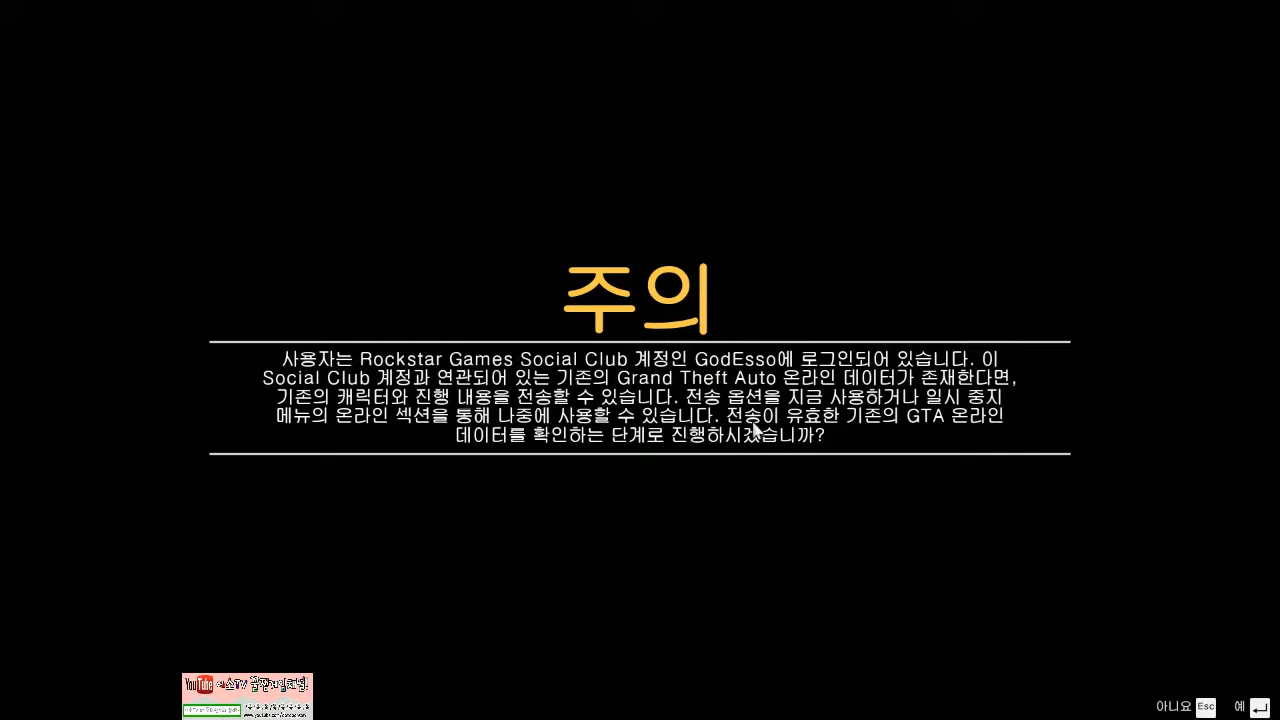 주의
사용자는 Rockstar Games Social Club 계정인 GodEsso에 로그인되어 있습니다. 이
Social Club 계정과 연관되어 있는 기존의 Grand Theft Auto 온라인 데이터가 존재한다면,
기존의 캐릭터와 진행 내용을 전송할 수 있습니다. 전송 옵션을 지금 사용하거나 일시 중지
메뉴의 온라인 섹션을 통해 나중에 사용할 수 있습니다. 전송이 유효한 기존의 GTA 온라인
데이터를 확인하는 단계로 진행하시겠습니까?
YouTube 에소TV
아니요 Esc 예